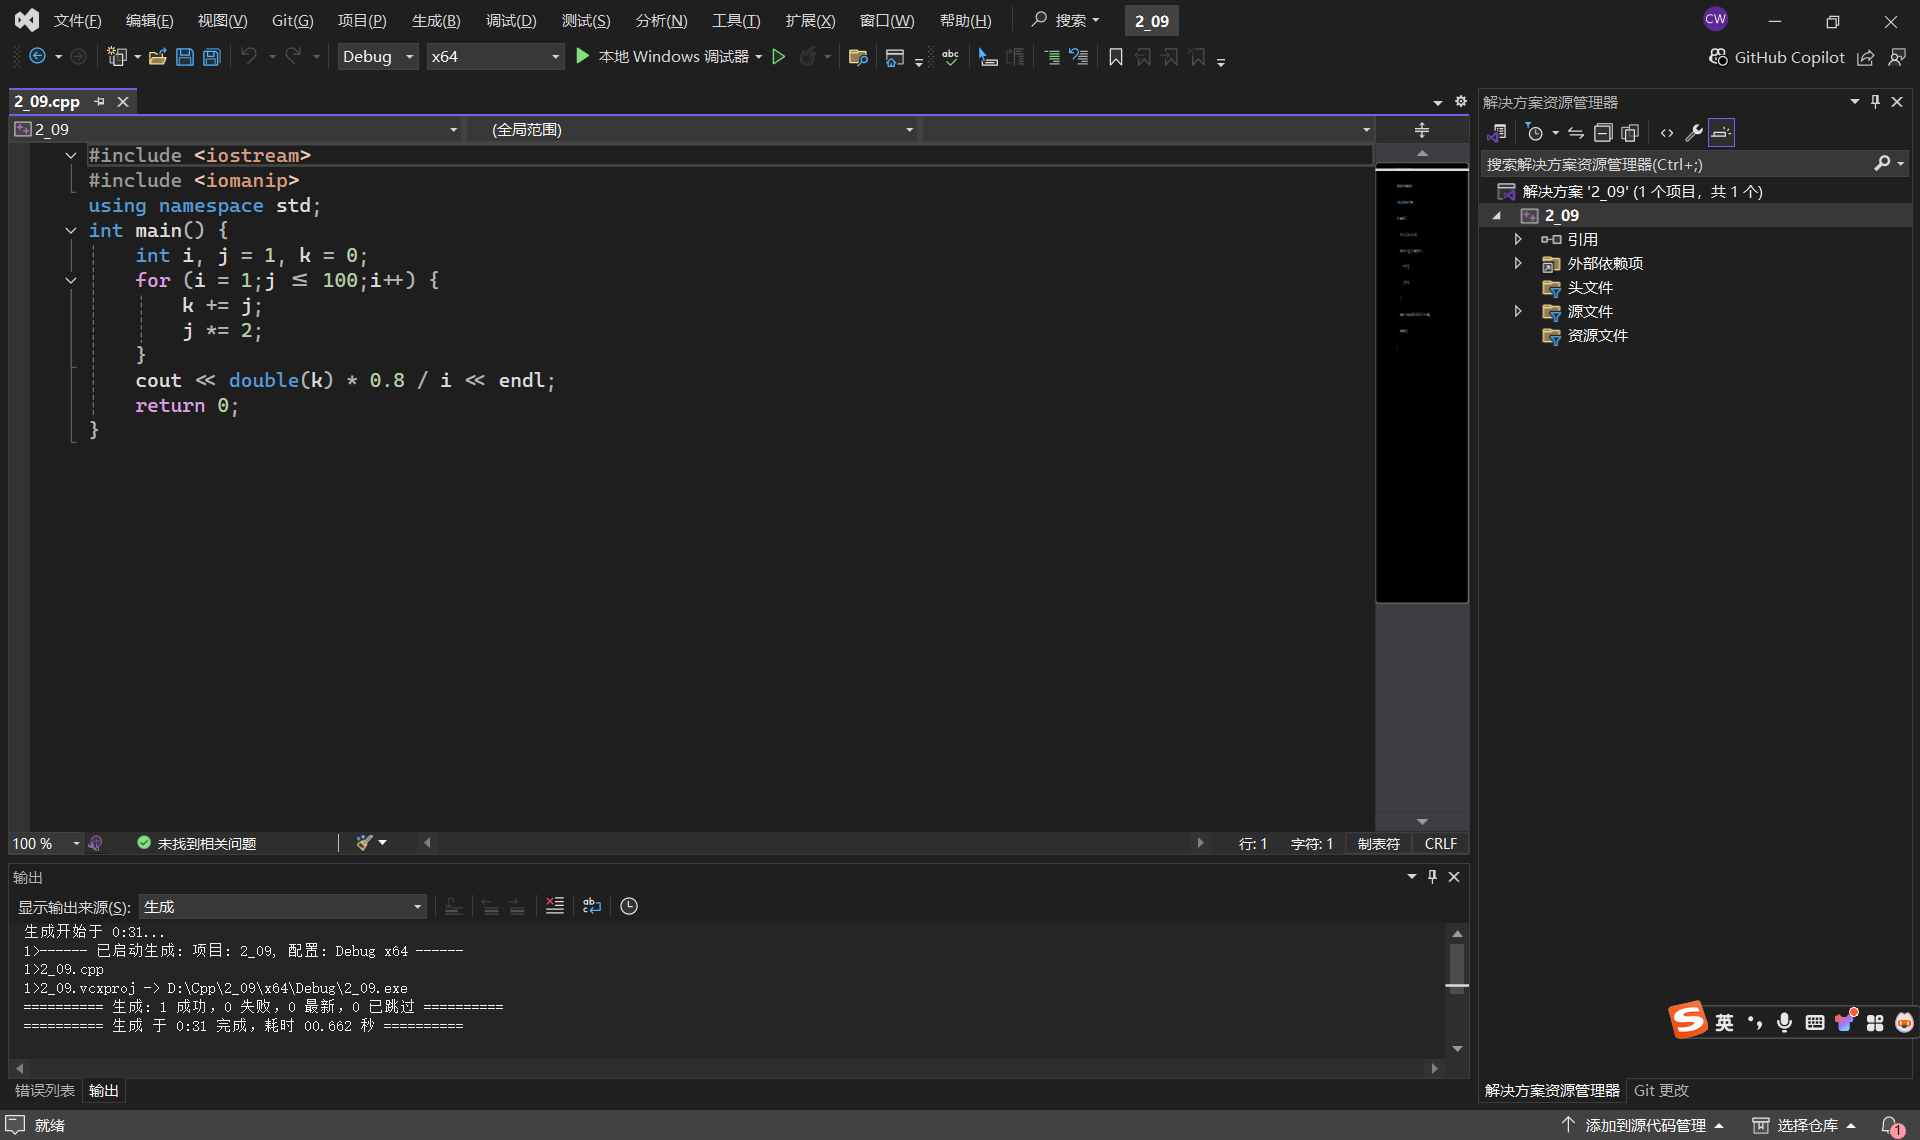 文件(F) 编辑(E) 视图(V) Git(G) 项目(P) 生成(B) 调试(D) 测试(S) 分析(N) 工具(T) 扩展(X) 窗口(W) 帮助(H) 搜索 2_09 CW
Debug x64 本地 Windows 调试器 GitHub Copilot
2_09.cpp
2_09 (全局范围)
#include <iostream>
#include <iomanip>
using namespace std;
int main() {
int i, j = 1, k = 0;
for (i = 1;j <= 100;i++) {
k += j;
j *= 2;
}
cout << double(k) * 0.8 / i << endl;
return 0;
}
100 % 未找到相关问题 行: 1 字符: 1 制表符 CRLF
输出
显示输出来源(S): 生成
生成开始于 0:31...
1>------ 已启动生成: 项目: 2_09, 配置: Debug x64 ------
1>2_09.cpp
1>2_09.vcxproj -> D:\Cpp\2_09\x64\Debug\2_09.exe
========== 生成: 1 成功，0 失败，0 最新，0 已跳过 ==========
========== 生成 于 0:31 完成，耗时 00.662 秒 ==========
错误列表 输出
解决方案资源管理器
搜索解决方案资源管理器(Ctrl+;)
解决方案 '2_09' (1 个项目，共 1 个)
2_09
引用
外部依赖项
头文件
源文件
资源文件
英
解决方案资源管理器 Git 更改
就绪 添加到源代码管理 选择仓库 1